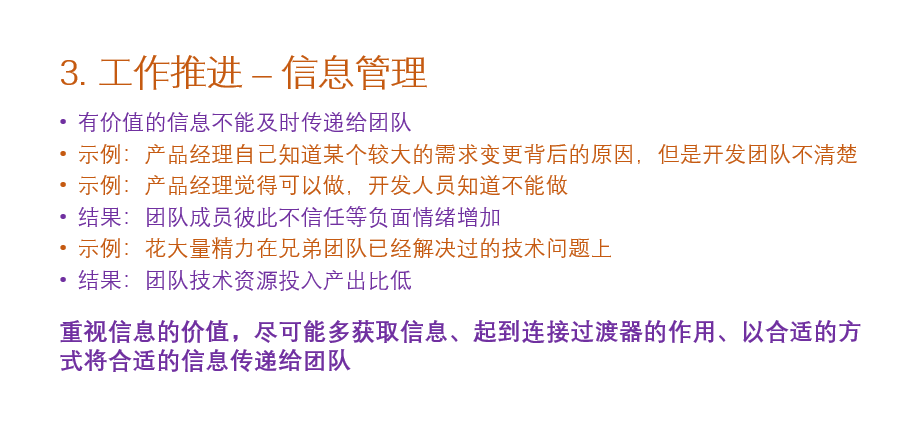 3. 工作推进 – 信息管理
• 有价值的信息不能及时传递给团队
• 示例：产品经理自己知道某个较大的需求变更背后的原因，但是开发团队不清楚
• 示例：产品经理觉得可以做，开发人员知道不能做
• 结果：团队成员彼此不信任等负面情绪增加
• 示例：花大量精力在兄弟团队已经解决过的技术问题上
• 结果：团队技术资源投入产出比低
重视信息的价值，尽可能多获取信息、起到连接过渡器的作用、以合适的方
式将合适的信息传递给团队